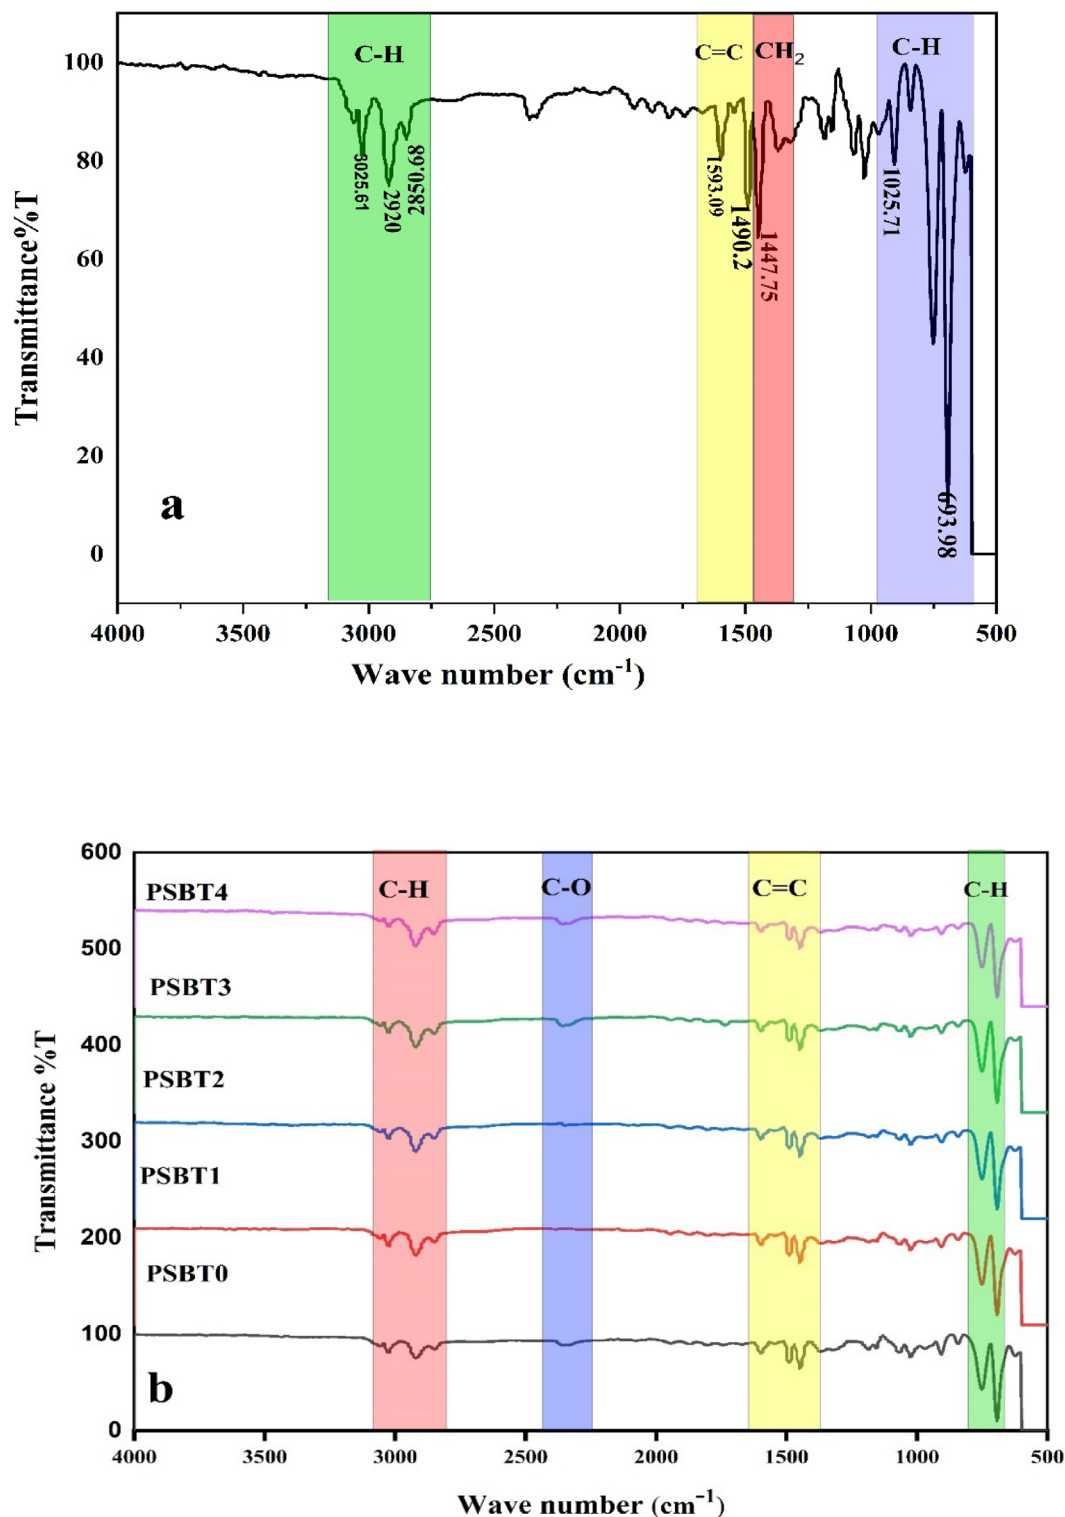 C-H C=C CH₂ C-H
100
80
60
40
20
0
3025.61
2920
2850.68
1593.09
1490.2
1447.75
1025.71
693.98
a
Transmittance%T
4000 3000 2500 2000 1500 1000 500
Wave number (cm⁻¹)
600
500
400
300
200
100
0
C-H C-O C=C C-H
PSBT4
PSBT3
PSBT2
PSBT1
PSBT0
b
Transmittance %T
4000 3500 3000 2500 2000 1500 1000 500
Wave number (cm⁻¹)